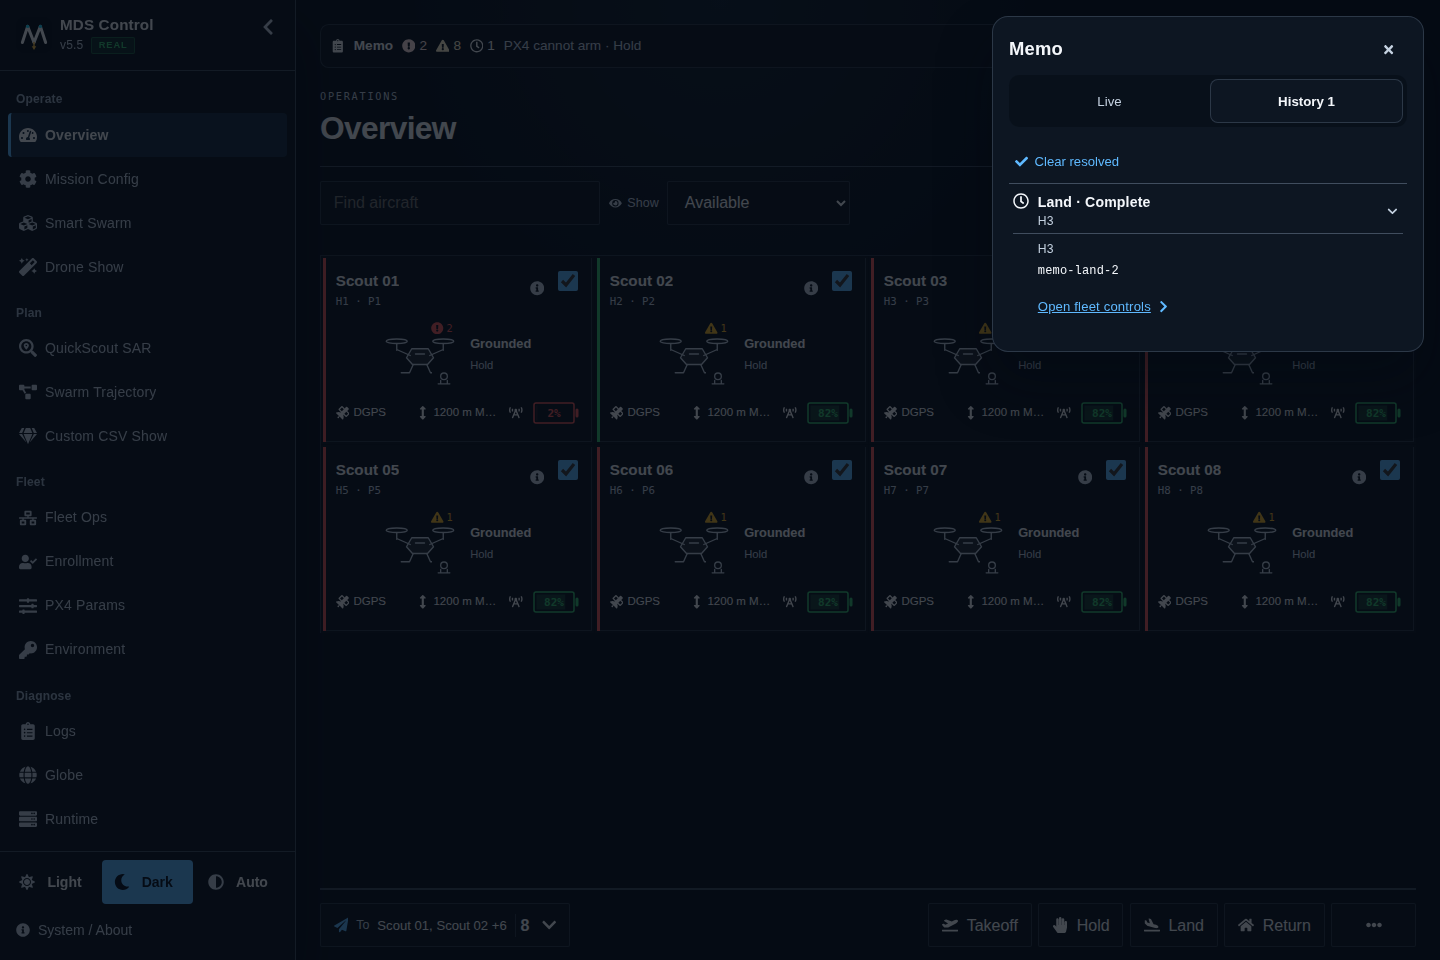 MDS Control
v5.5 REAL
Operate
Overview
Mission Config
Smart Swarm
Drone Show
Plan
QuickScout SAR
Swarm Trajectory
Custom CSV Show
Fleet
Fleet Ops
Enrollment
PX4 Params
Environment
Diagnose
Logs
Globe
Runtime
Light Dark Auto
System / About
Memo 2 8 1 PX4 cannot arm · Hold
OPERATIONS
Overview
Find aircraft Show Available
Memo
Live History 1
Clear resolved
Land · Complete
H3
H3
memo-land-2
Open fleet controls
Scout 01 Scout 02 Scout 03
H1 · P1 H2 · P2 H3 · P3
2 1
Grounded Grounded
Hold Hold Hold Hold
DGPS 1200 m M... 2% DGPS 1200 m M... 82% DGPS 1200 m M... 82% DGPS 1200 m M... 82%
Scout 05 Scout 06 Scout 07 Scout 08
H5 · P5 H6 · P6 H7 · P7 H8 · P8
1 1 1 1
Grounded Grounded Grounded Grounded
Hold Hold Hold Hold
DGPS 1200 m M... 82% DGPS 1200 m M... 82% DGPS 1200 m M... 82% DGPS 1200 m M... 82%
To Scout 01, Scout 02 +6 8 Takeoff Hold Land Return •••